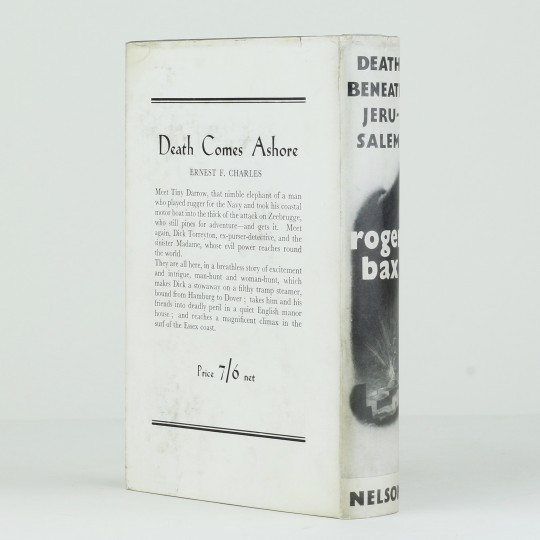 Death Comes Ashore
ERNEST F. CHARLES
Meet Tiny Darrow, that nimble elephant of a man
who played rugger for the Navy and took his coastal
motor boat into the thick of the attack on Zeebrugge,
who still pines for adventure—and gets it. Meet
again, Dick Torreyton, ex-purser-detective, and the
sinister Madame, whose evil power reaches round
the world.
They are all here, in a breathless story of excitement
and intrigue, man-hunt and woman-hunt, which
makes Dick a stowaway on a filthy tramp steamer,
bound from Hamburg to Dover; takes him and his
friends into deadly peril in a quiet English manor
house; and reaches a magnificent climax in the
surf of the Essex coast.
Price 7/6 net
DEATH
BENEAT
JERU-
SALEM
roger
bax
NELSON